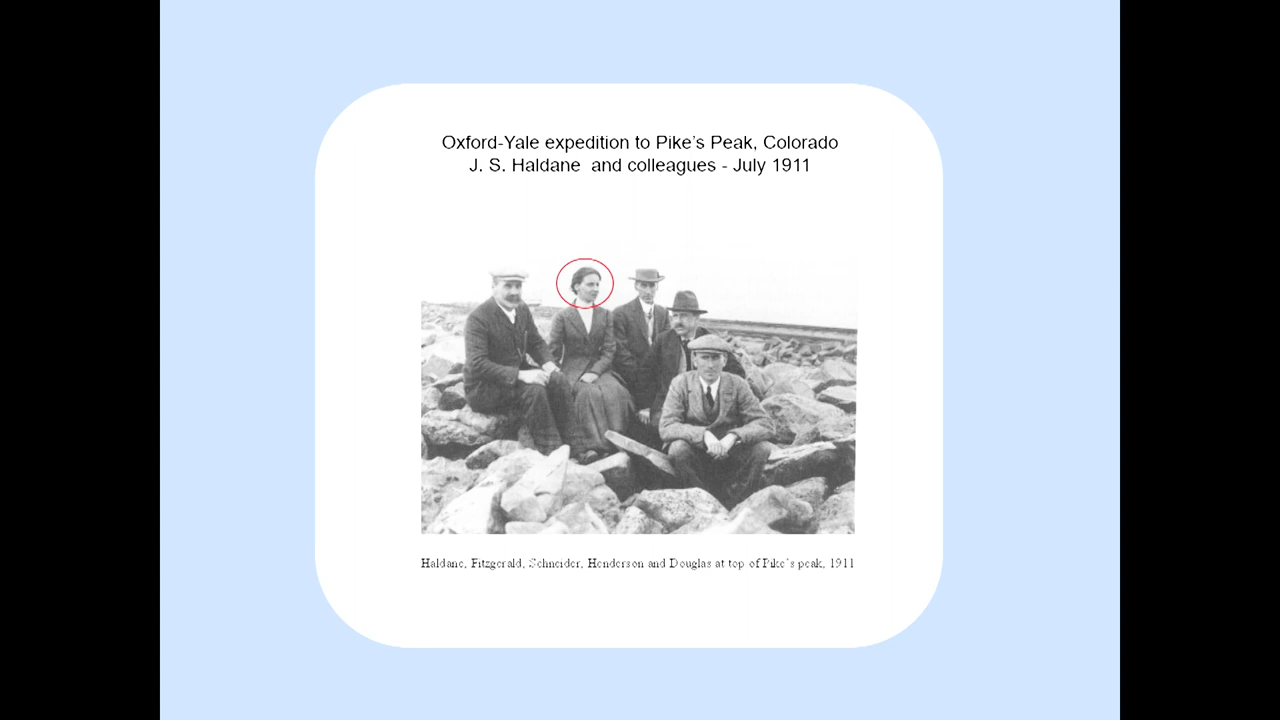 Oxford-Yale expedition to Pike's Peak, Colorado
J. S. Haldane and colleagues - July 1911
Haldane, Fitzgerald, Schneider, Henderson and Douglas at top of Pike's peak, 1911